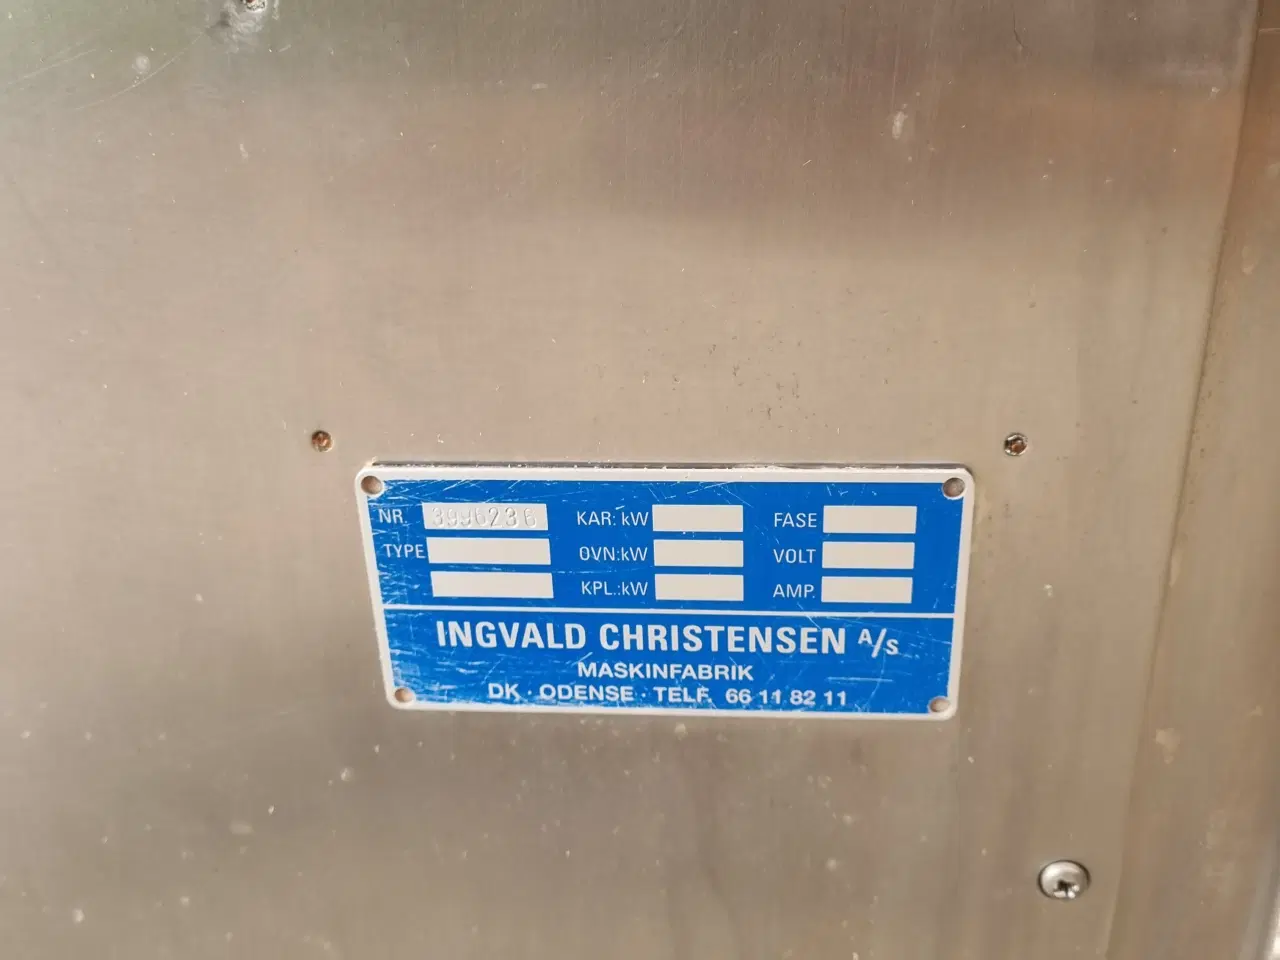 NR. 3996236 KAR: kW FASE
TYPE OVN:kW VOLT
KPL.:kW AMP.
INGVALD CHRISTENSEN A/S
MASKINFABRIK
DK · ODENSE · TELF. 66 11 82 11